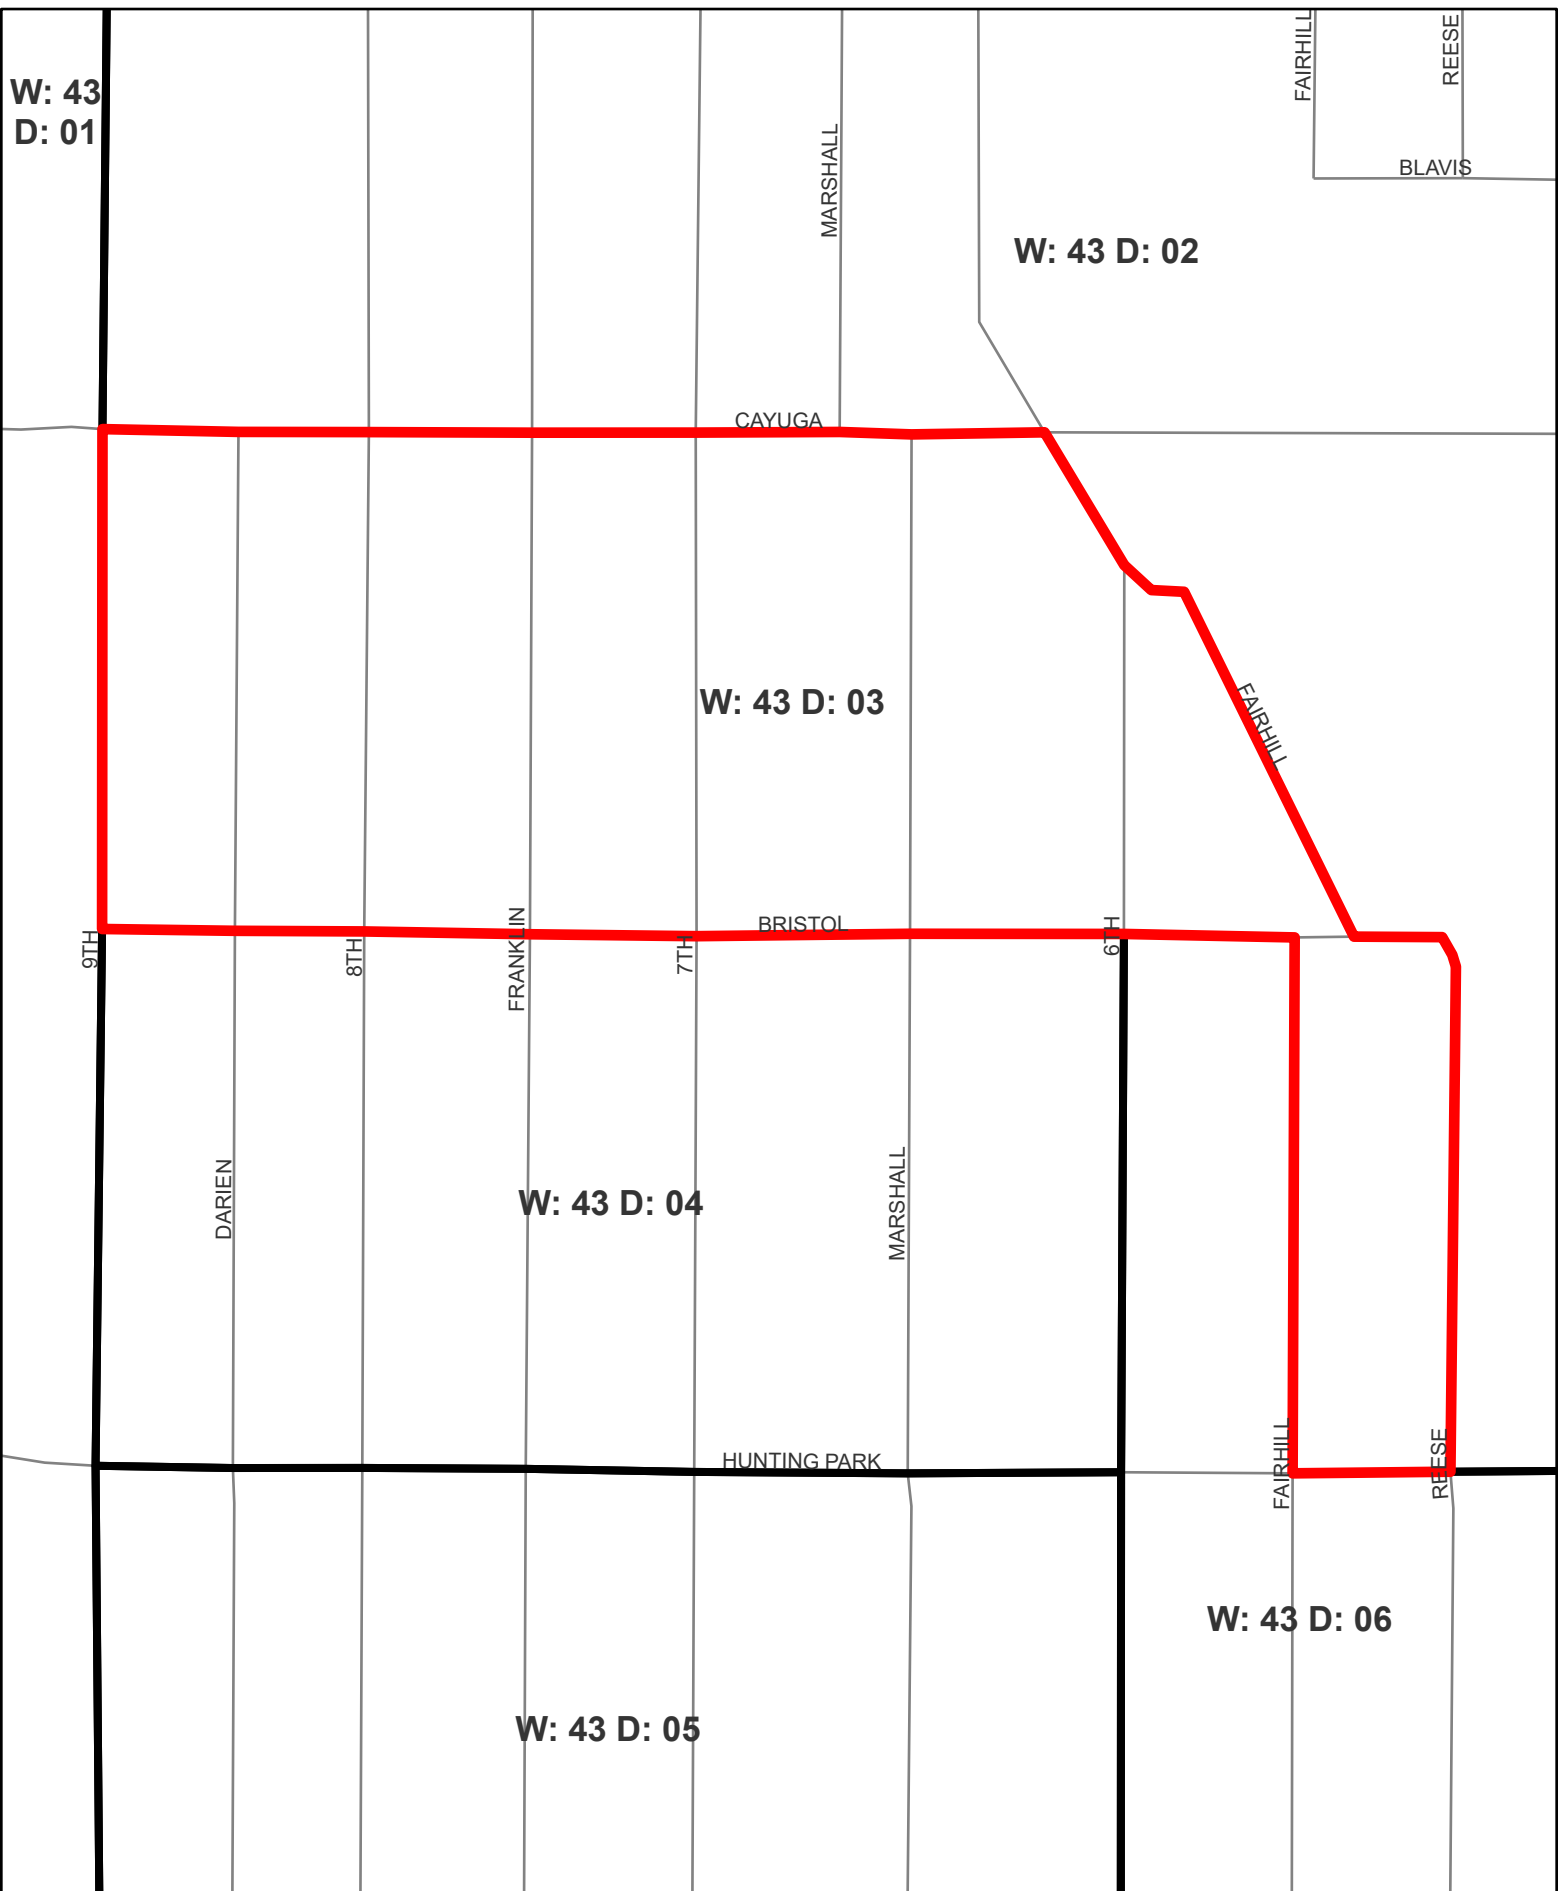 FAIRHILL
REESE
W: 43
D: 01
MARSHALL
BLAVIS
W: 43 D: 02
CAYUGA
W: 43 D: 03
FAIRHILL
BRISTOL
9TH
8TH
FRANKLIN
7TH
6TH
DARIEN
W: 43 D: 04
MARSHALL
HUNTING PARK
FAIRHILL
REESE
W: 43 D: 06
W: 43 D: 05